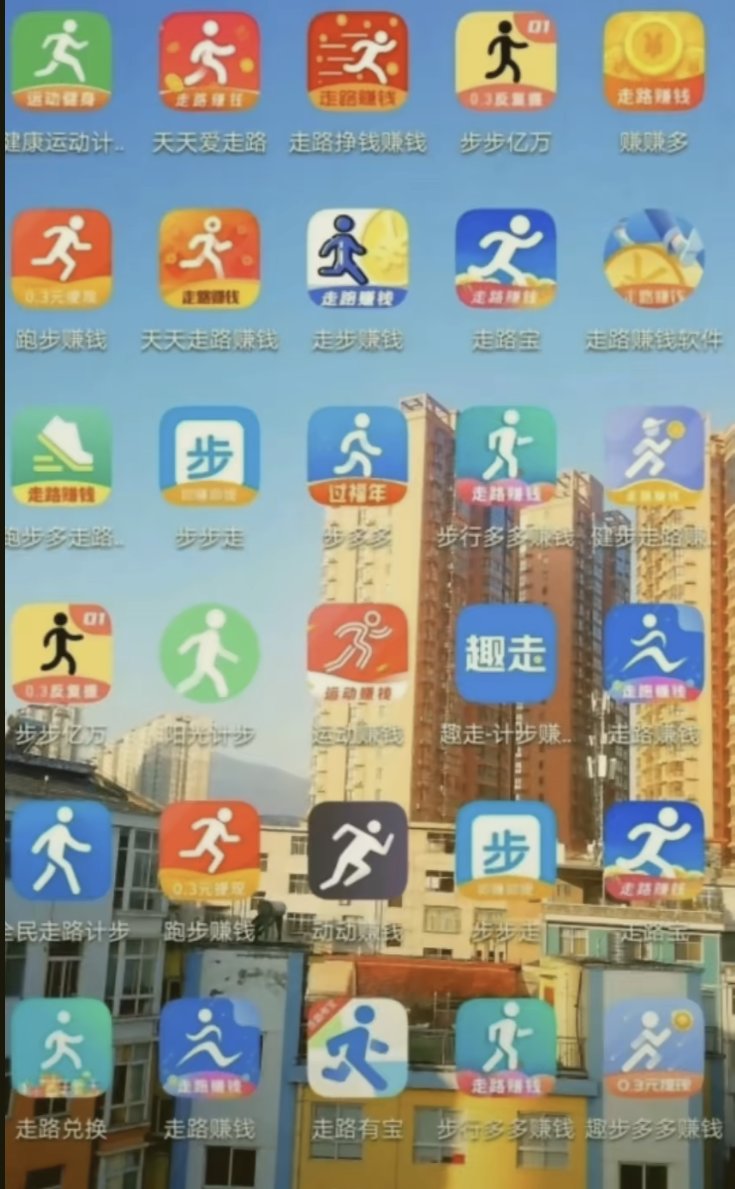 运动健身
走路赚钱
走路赚钱
01
0.3反复撸
走路赚钱
健康运动计..
天天爱走路
走路挣钱赚钱
步步亿万
赚赚多
0.3元提现
走路赚钱
走路赚钱
走路赚钱
走路赚钱
跑步赚钱
天天走路赚钱
走步赚钱
走路宝
走路赚钱软件
走路赚钱
步
过福年
走路赚钱
走路赚钱
跑步多走路..
步步走
步多多
步行多多赚钱
健步走路赚..
01
0.3反复撸
运动赚钱
趣走
走跑赚钱
步步亿万
阳光计步
运动赚钱
趣走-计步赚..
走路赚钱
0.3元提现
步
走路赚钱
全民走路计步
跑步赚钱
动动赚钱
步步走
走路宝
走跑赚钱
走路赚钱
0.3元提现
走路兑换
走路赚钱
走路有宝
步行多多赚钱
趣步多多赚钱